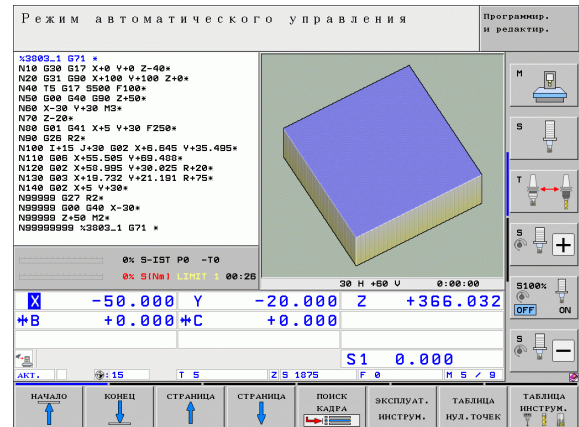 Режим автоматического управления
Программир.
и редактир.
%3803_1 G71 *
N10 G30 G17 X+0 Y+0 Z-40*
N20 G31 G90 X+100 Y+100 Z+0*
N40 T5 G17 S500 F100*
N50 G00 G40 G90 Z+50*
N60 X-30 Y+30 M3*
N70 Z-20*
N80 G01 G41 X+5 Y+30 F250*
N90 G26 R2*
N100 I+15 J+30 G02 X+6.645 Y+35.495*
N110 G06 X+55.505 Y+69.488*
N120 G02 X+58.995 Y+30.025 R+20*
N130 G03 X+19.732 Y+21.191 R+75*
N140 G02 X+5 Y+30*
N99999 G27 R2*
N99999 G00 G40 X-30*
N99999 Z+50 M2*
N99999999 %3803_1 G71 *
0% S-IST P0 -T0
0% S[Nm] LIMIT 1 00:26
30 H +60 V 0:00:00
X -50.000 Y -20.000 Z +366.032
B +0.000 C +0.000
S1 0.000
АКТ. : 15 T 5 Z S 1875 F 0 M 5 / 9
M
S
T
S
S100%
OFF ON
S
НАЧАЛО
КОНЕЦ
СТРАНИЦА
СТРАНИЦА
ПОИСК
КАДРА
ЭКСПЛУАТ.
ИНСТРУМ.
ТАБЛИЦА
НУЛ.ТОЧЕК
ТАБЛИЦА
ИНСТРУМ.